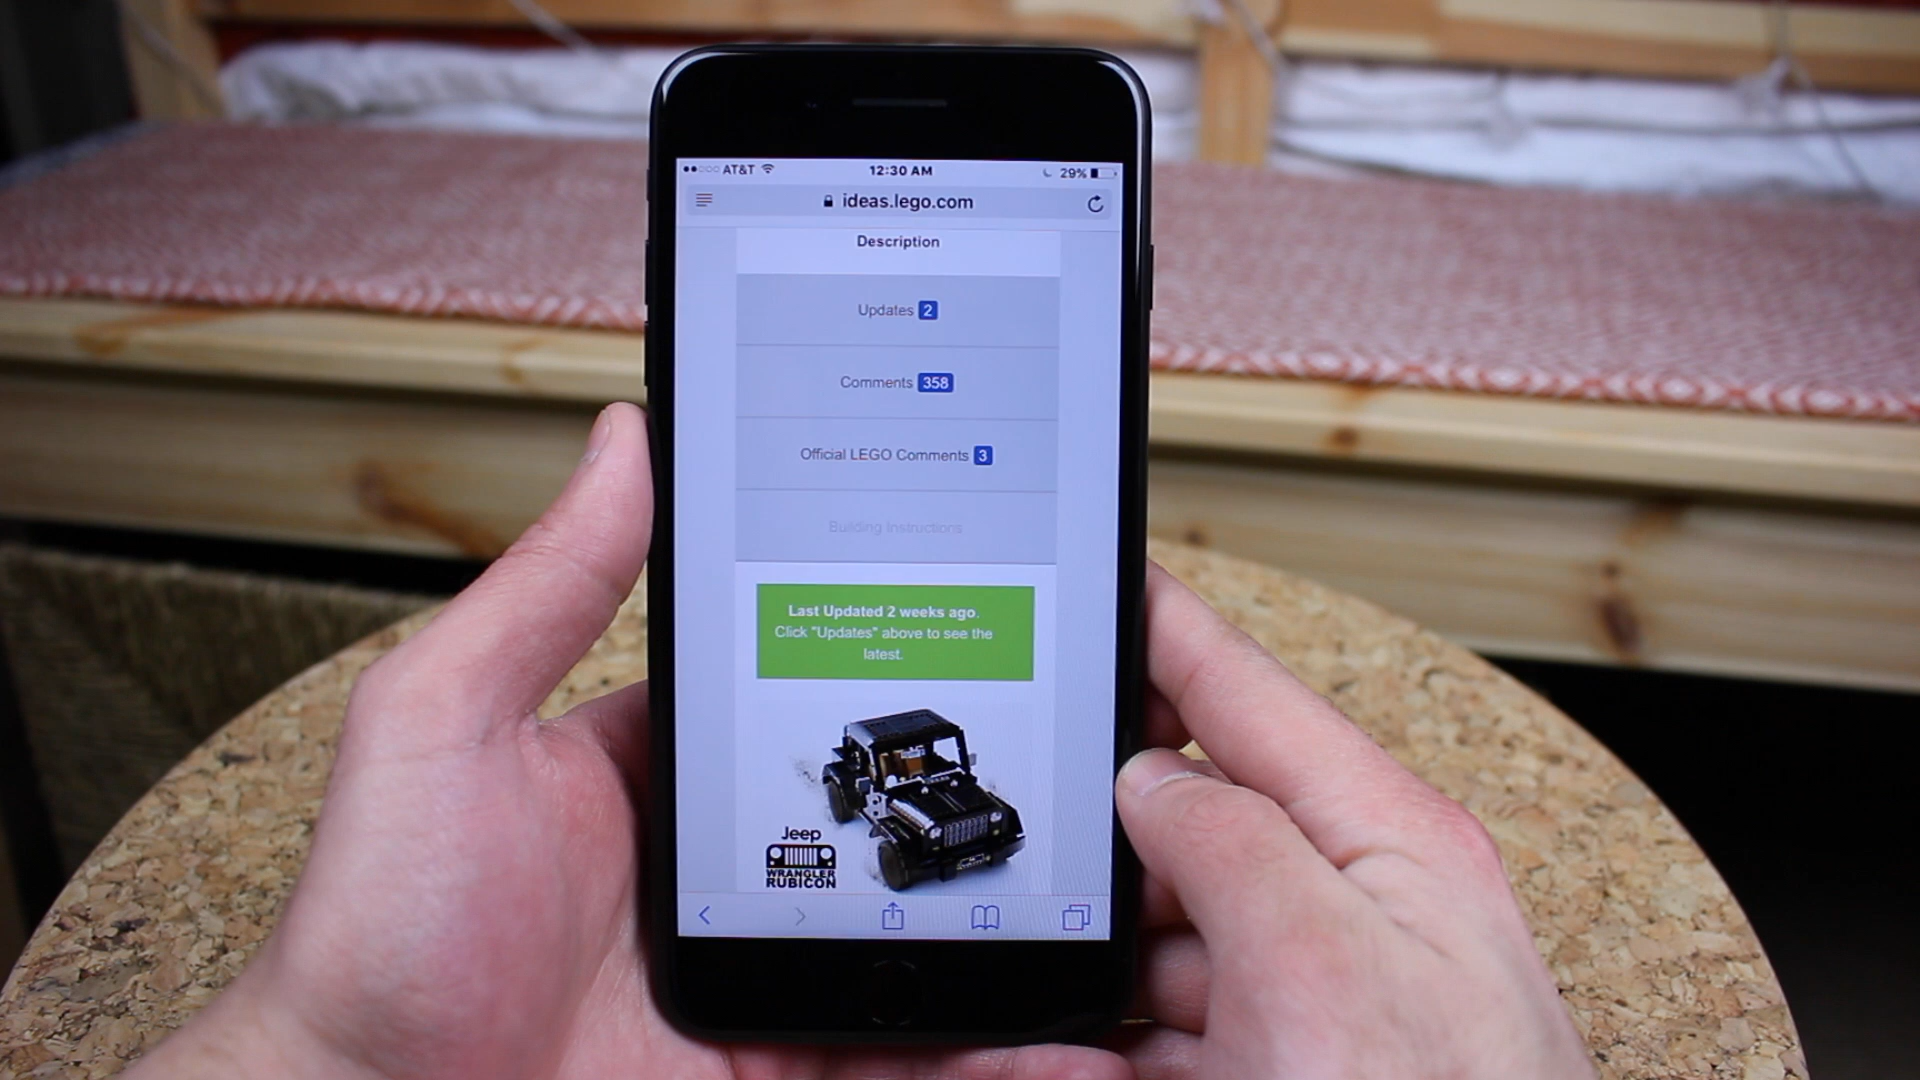 AT&T 12:30 AM 29%
ideas.lego.com
Description
Updates 2
Comments 358
Official LEGO Comments 3
Building Instructions
Last Updated 2 weeks ago.
Click "Updates" above to see the
latest.
Jeep
WRANGLER
RUBICON